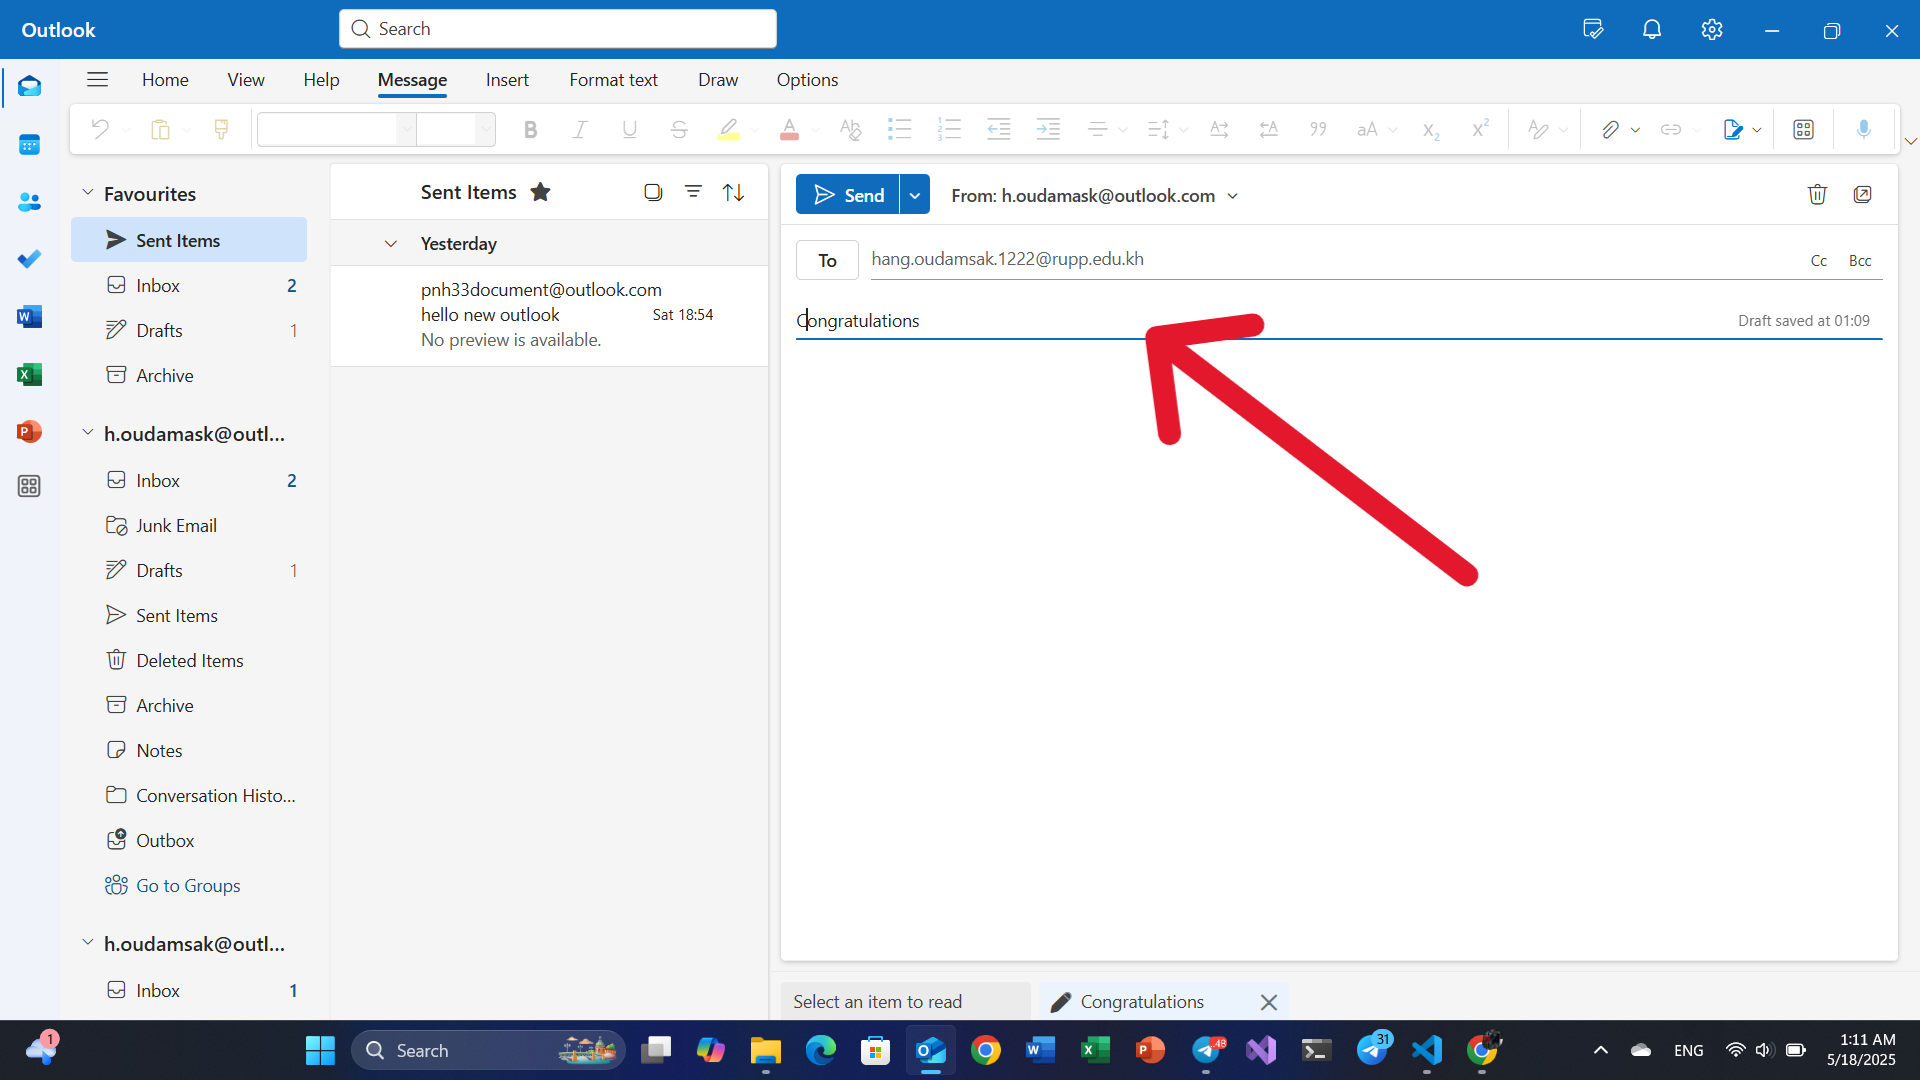 Outlook
Search
Home View Help Message Insert Format text Draw Options
Favourites
Sent Items
Inbox 2
Drafts 1
Archive
h.oudamask@outl...
Inbox 2
Junk Email
Drafts 1
Sent Items
Deleted Items
Archive
Notes
Conversation Histo...
Outbox
Go to Groups
h.oudamsak@outl...
Inbox 1
Sent Items
Yesterday
pnh33document@outlook.com
hello new outlook Sat 18:54
No preview is available.
Send From: h.oudamask@outlook.com
To hang.oudamsak.1222@rupp.edu.kh Cc Bcc
Congratulations Draft saved at 01:09
Select an item to read Congratulations
1 Search .48 31 ENG 1:11 AM
5/18/2025